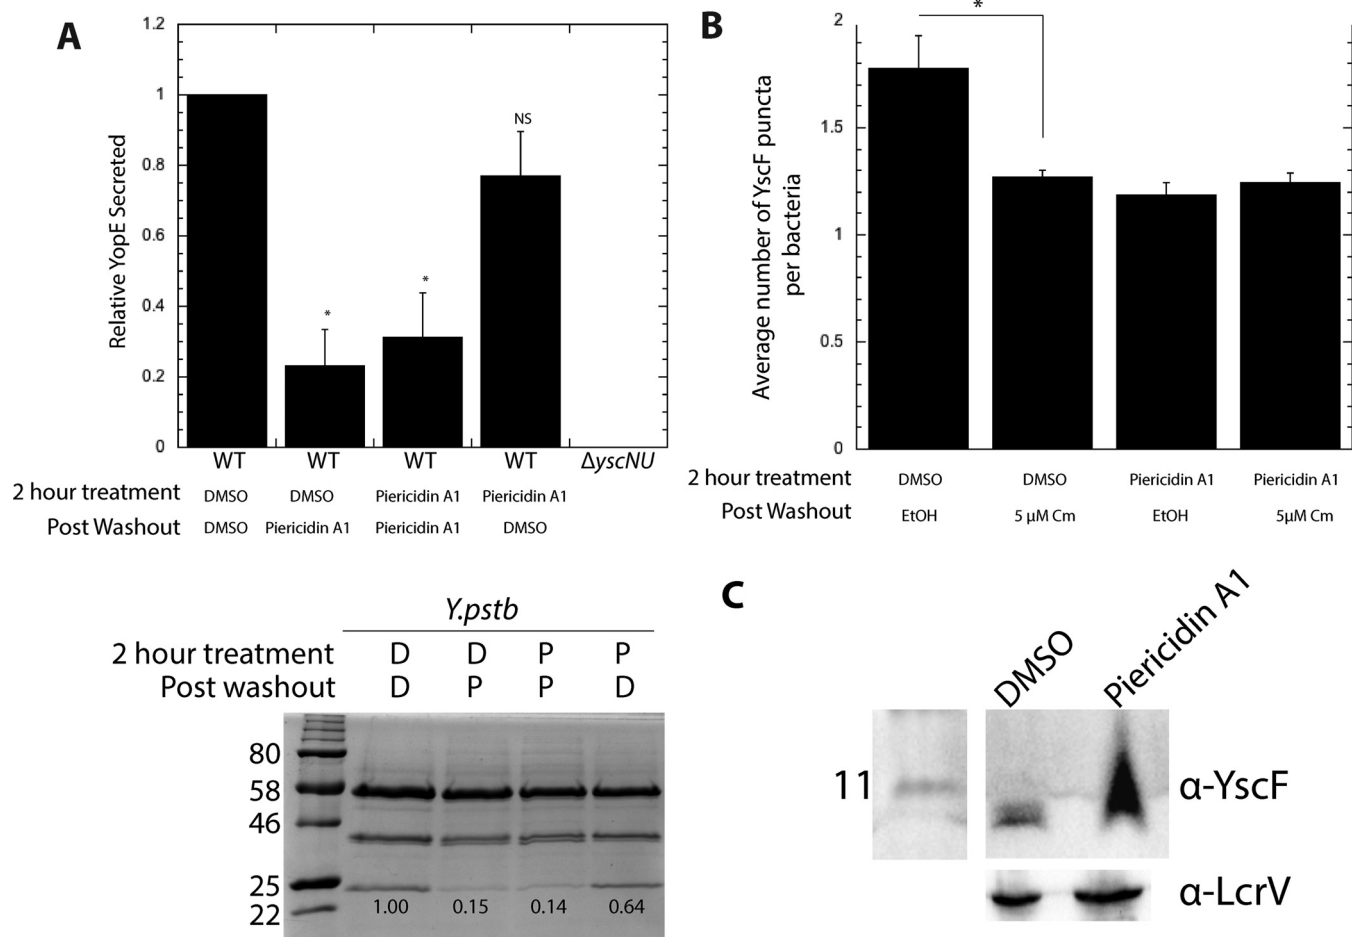 A
1.2
1
0.8
0.6
0.4
0.2
0
Relative YopE Secreted
*
*
NS
WT WT WT WT ΔyscNU
2 hour treatment DMSO DMSO Piericidin A1 Piericidin A1
Post Washout DMSO Piericidin A1 Piericidin A1 DMSO
B
2
1.5
1
0.5
0
Average number of YscF puncta
per bacteria
*
2 hour treatment DMSO DMSO Piericidin A1 Piericidin A1
Post Washout EtOH 5 µM Cm EtOH 5µM Cm
Y.pstb
2 hour treatment D D P P
Post washout D P P D
80
58
46
25
22
1.00 0.15 0.14 0.64
C
DMSO
Piericidin A1
11
α-YscF
α-LcrV